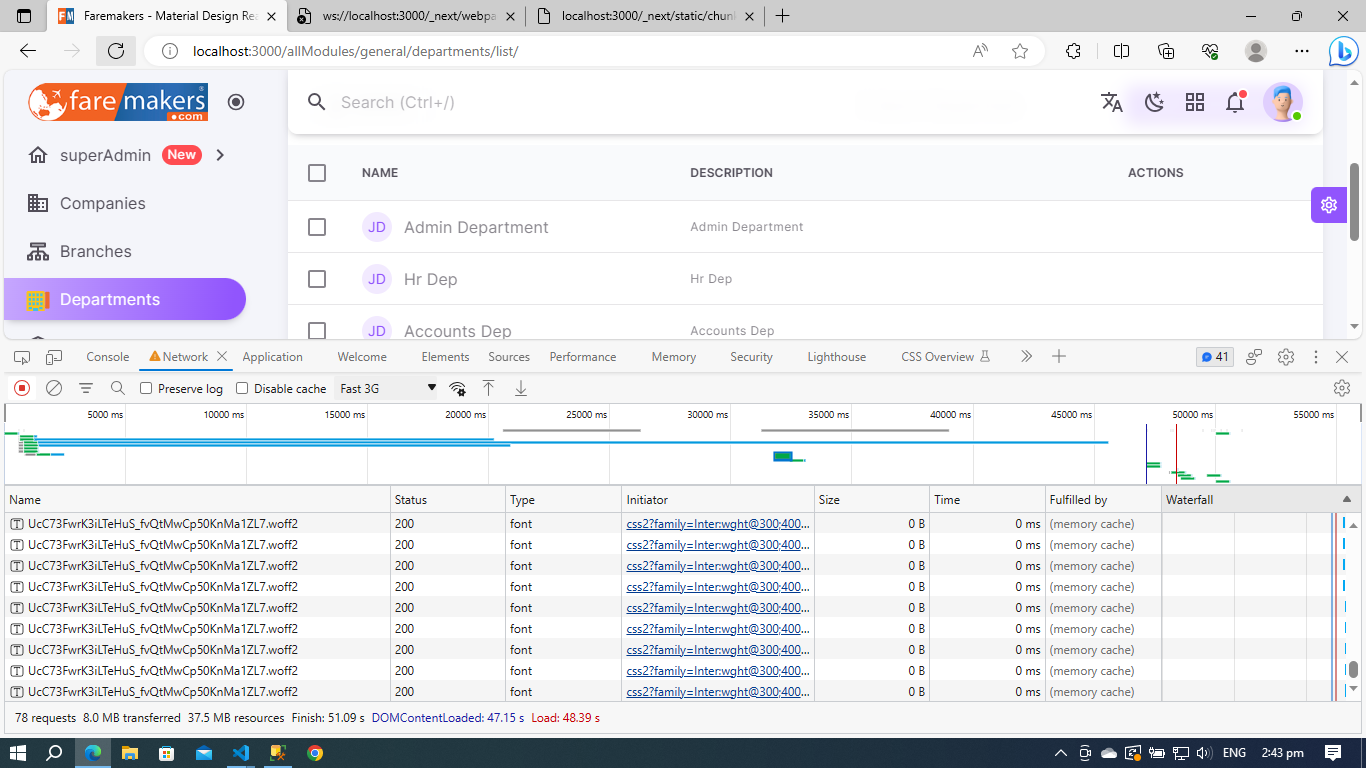 Faremakers - Material Design Rea
ws://localhost:3000/_next/webpa
localhost:3000/_next/static/chunk
localhost:3000/allModules/general/departments/list/
fare makers
.com
Search (Ctrl+/)
superAdmin New
Companies
Branches
Departments
NAME DESCRIPTION ACTIONS
JD Admin Department Admin Department
JD Hr Dep Hr Dep
JD Accounts Dep Accounts Dep
Console Network Application Welcome Elements Sources Performance Memory Security Lighthouse CSS Overview 41
Preserve log Disable cache Fast 3G
5000 ms 10000 ms 15000 ms 20000 ms 25000 ms 30000 ms 35000 ms 40000 ms 45000 ms 50000 ms 55000 ms
Name Status Type Initiator Size Time Fulfilled by Waterfall
UcC73FwrK3iLTeHuS_fvQtMwCp50KnMa1ZL7.woff2 200 font css2?family=Inter:wght@300;400... 0 B 0 ms (memory cache)
UcC73FwrK3iLTeHuS_fvQtMwCp50KnMa1ZL7.woff2 200 font css2?family=Inter:wght@300;400... 0 B 0 ms (memory cache)
UcC73FwrK3iLTeHuS_fvQtMwCp50KnMa1ZL7.woff2 200 font css2?family=Inter:wght@300;400... 0 B 0 ms (memory cache)
UcC73FwrK3iLTeHuS_fvQtMwCp50KnMa1ZL7.woff2 200 font css2?family=Inter:wght@300;400... 0 B 0 ms (memory cache)
UcC73FwrK3iLTeHuS_fvQtMwCp50KnMa1ZL7.woff2 200 font css2?family=Inter:wght@300;400... 0 B 0 ms (memory cache)
UcC73FwrK3iLTeHuS_fvQtMwCp50KnMa1ZL7.woff2 200 font css2?family=Inter:wght@300;400... 0 B 0 ms (memory cache)
UcC73FwrK3iLTeHuS_fvQtMwCp50KnMa1ZL7.woff2 200 font css2?family=Inter:wght@300;400... 0 B 0 ms (memory cache)
UcC73FwrK3iLTeHuS_fvQtMwCp50KnMa1ZL7.woff2 200 font css2?family=Inter:wght@300;400... 0 B 0 ms (memory cache)
UcC73FwrK3iLTeHuS_fvQtMwCp50KnMa1ZL7.woff2 200 font css2?family=Inter:wght@300;400... 0 B 0 ms (memory cache)
78 requests 8.0 MB transferred 37.5 MB resources Finish: 51.09 s DOMContentLoaded: 47.15 s Load: 48.39 s
ENG 2:43 pm